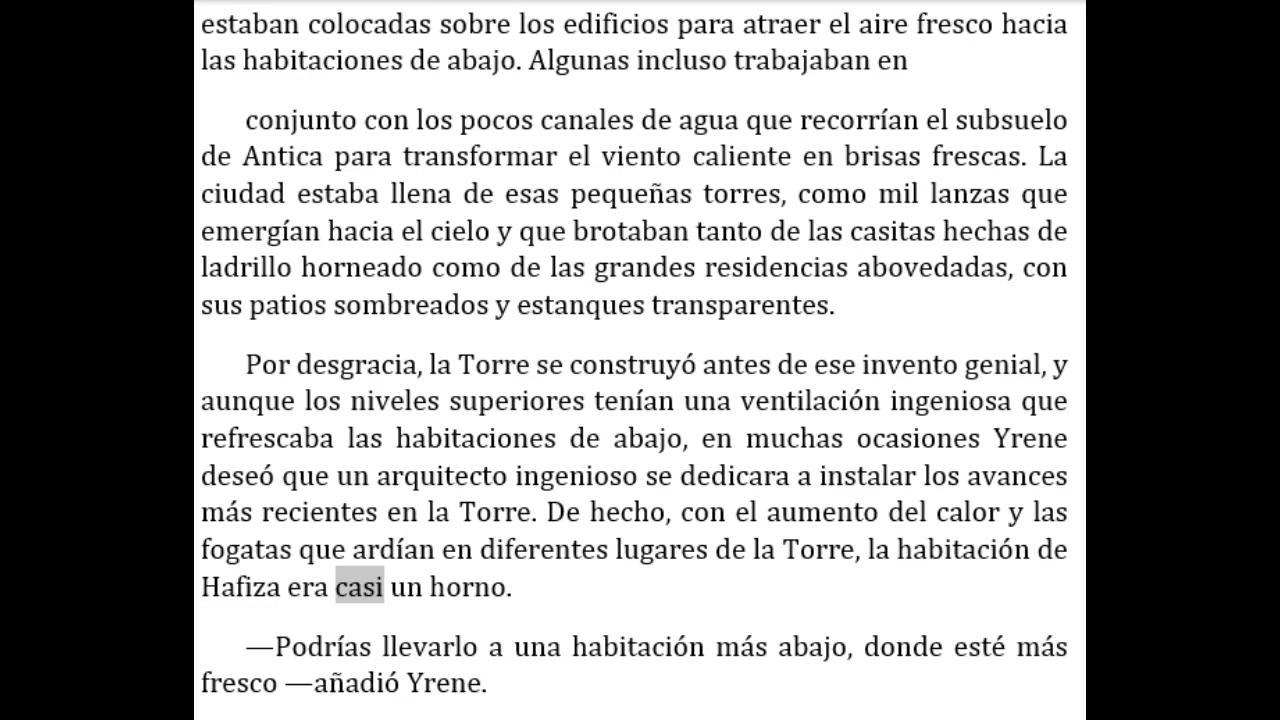 estaban colocadas sobre los edificios para atraer el aire fresco hacia
las habitaciones de abajo. Algunas incluso trabajaban en
conjunto con los pocos canales de agua que recorrían el subsuelo
de Antica para transformar el viento caliente en brisas frescas. La
ciudad estaba llena de esas pequeñas torres, como mil lanzas que
emergían hacia el cielo y que brotaban tanto de las casitas hechas de
ladrillo horneado como de las grandes residencias abovedadas, con
sus patios sombreados y estanques transparentes.
Por desgracia, la Torre se construyó antes de ese invento genial, y
aunque los niveles superiores tenían una ventilación ingeniosa que
refrescaba las habitaciones de abajo, en muchas ocasiones Yrene
deseó que un arquitecto ingenioso se dedicara a instalar los avances
más recientes en la Torre. De hecho, con el aumento del calor y las
fogatas que ardían en diferentes lugares de la Torre, la habitación de
Hafiza era casi un horno.
—Podrías llevarlo a una habitación más abajo, donde esté más
fresco —añadió Yrene.